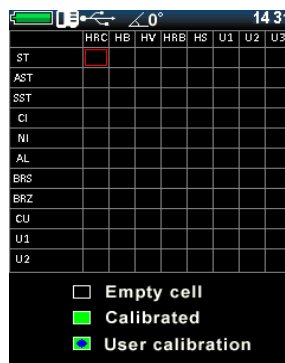 0° 14 31
HRC HB HV HRB HS U1 U2 U3
ST
AST
SST
CI
NI
AL
BRS
BRZ
CU
U1
U2
Empty cell
Calibrated
User calibration